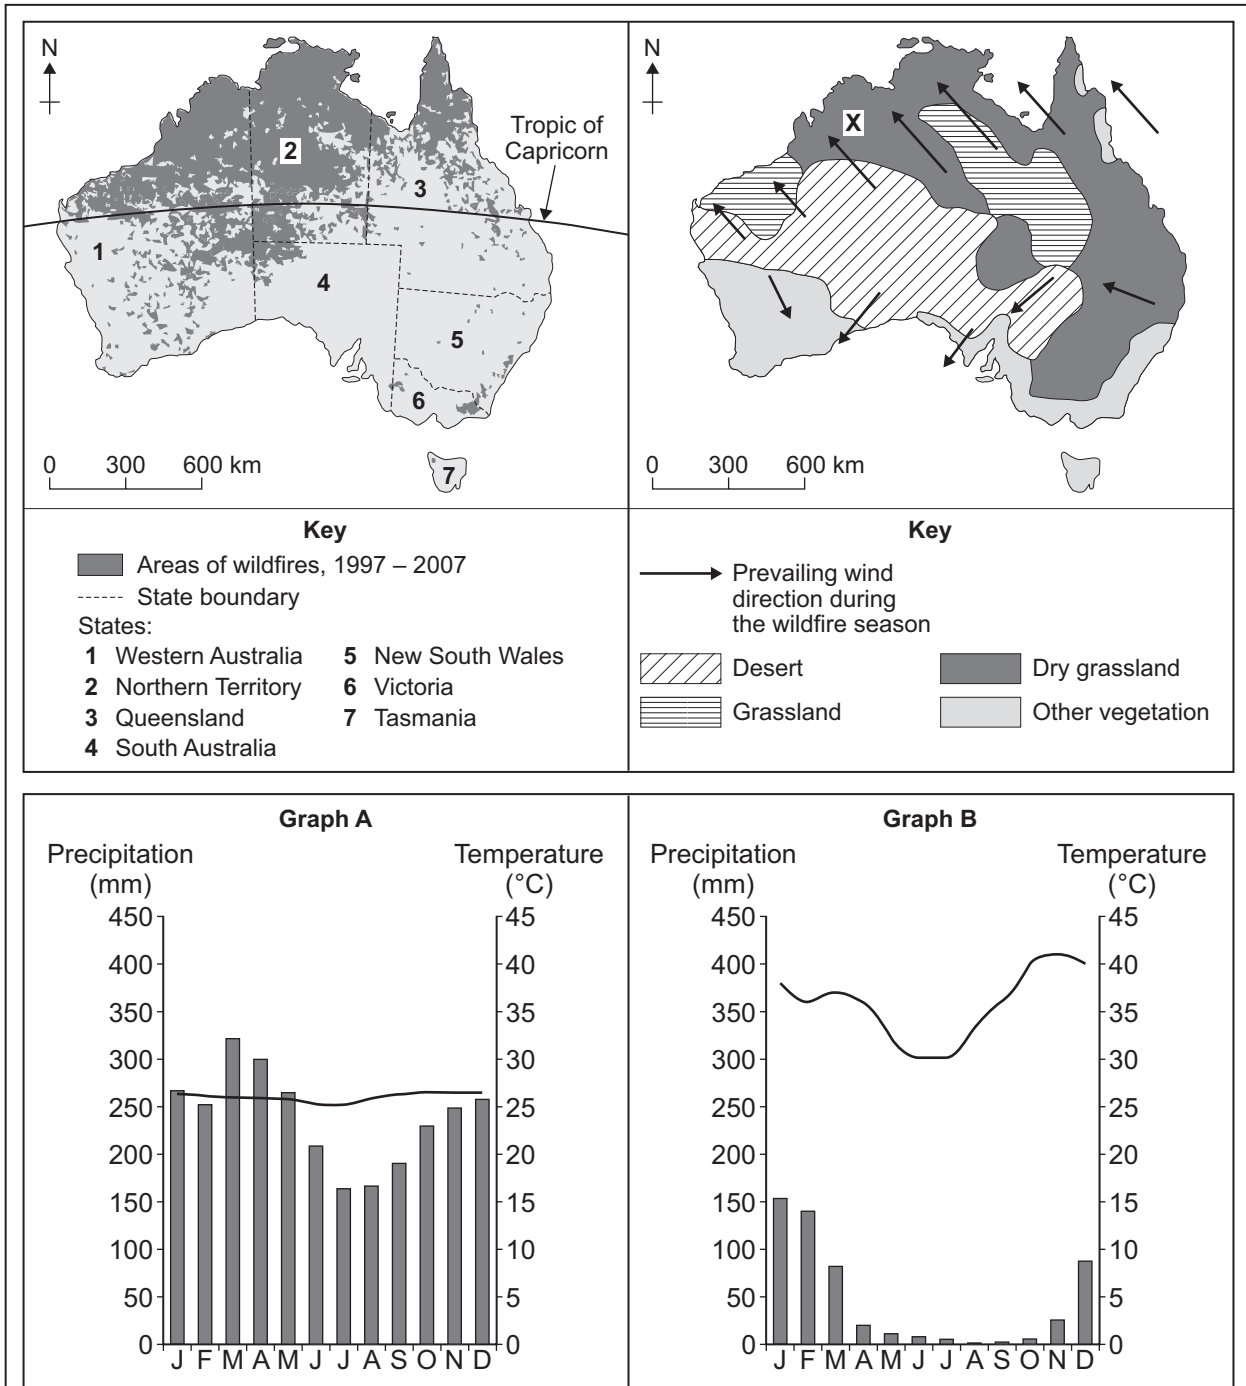 N
Tropic of
Capricorn
1
2
3
4
5
6
7
0 300 600 km
Key
Areas of wildfires, 1997 – 2007
State boundary
States:
1 Western Australia
2 Northern Territory
3 Queensland
4 South Australia
5 New South Wales
6 Victoria
7 Tasmania
N
X
0 300 600 km
Key
Prevailing wind
direction during
the wildfire season
Desert
Grassland
Dry grassland
Other vegetation
Graph A
Precipitation
(mm)
Temperature
(°C)
450
400
350
300
250
200
150
100
50
0
45
40
35
30
25
20
15
10
5
0
J F M A M J J A S O N D
Graph B
Precipitation
(mm)
Temperature
(°C)
450
400
350
300
250
200
150
100
50
0
45
40
35
30
25
20
15
10
5
0
J F M A M J J A S O N D